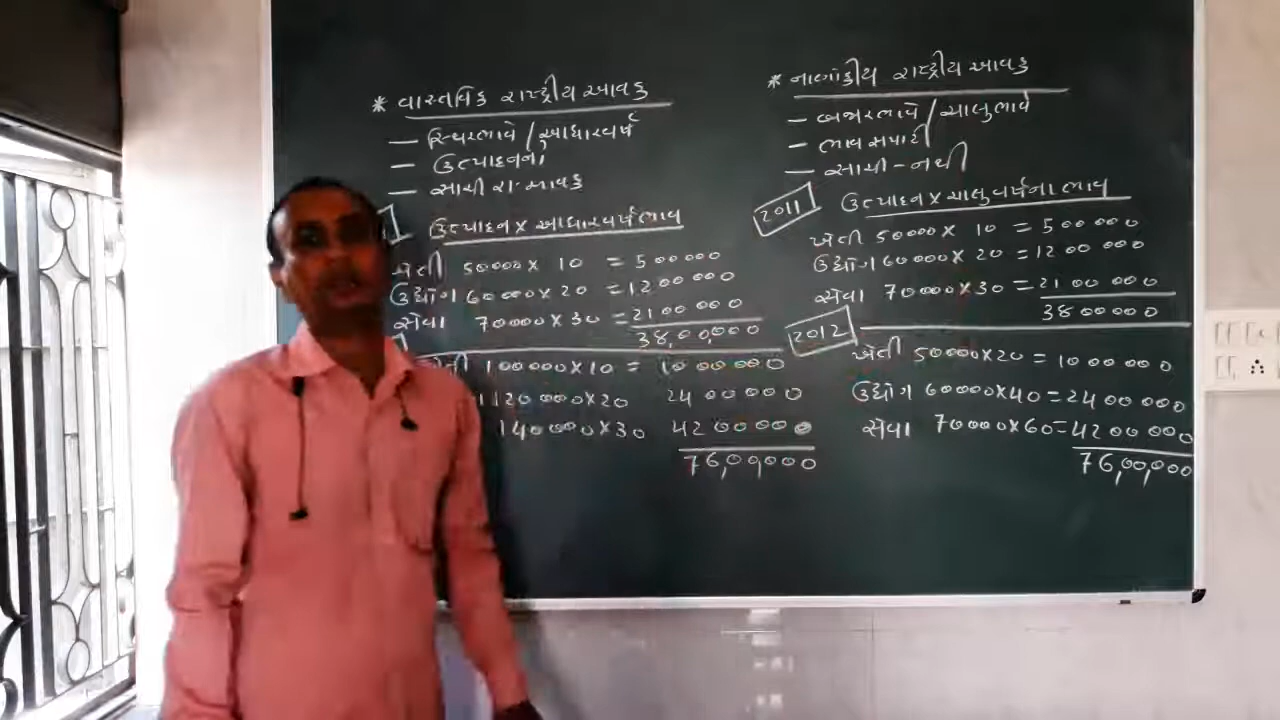 * વાસ્તવિક રાષ્ટ્રીય આવક
— સ્થિરભાવે / આધારવર્ષ
— ઉત્પાદનનાં
— સાચી રા. આવક
ઉત્પાદન x આધારવર્ષભાવ
ખેતી 50000 x 10 = 500000
ઉદ્યોગ 60000 x 20 = 1200000
સેવા 70000 x 30 = 2100000
38,00,000
100000 x 10 = 1000000
120000 x 20 2400000
140000 x 30 4200000
76,00,000
* નાણાંકીય રાષ્ટ્રીય આવક
— બજારભાવે / ચાલુભાવે
— ભાવ સપાટી
— સાચી - નથી
2011 ઉત્પાદન x ચાલુવર્ષના ભાવ
ખેતી 50000 x 10 = 500000
ઉદ્યોગ 60000 x 20 = 1200000
સેવા 70000 x 30 = 2100000
3800000
2012
ખેતી 50000 x 20 = 1000000
ઉદ્યોગ 60000 x 40 = 2400000
સેવા 70000 x 60 = 4200000
76,00,000